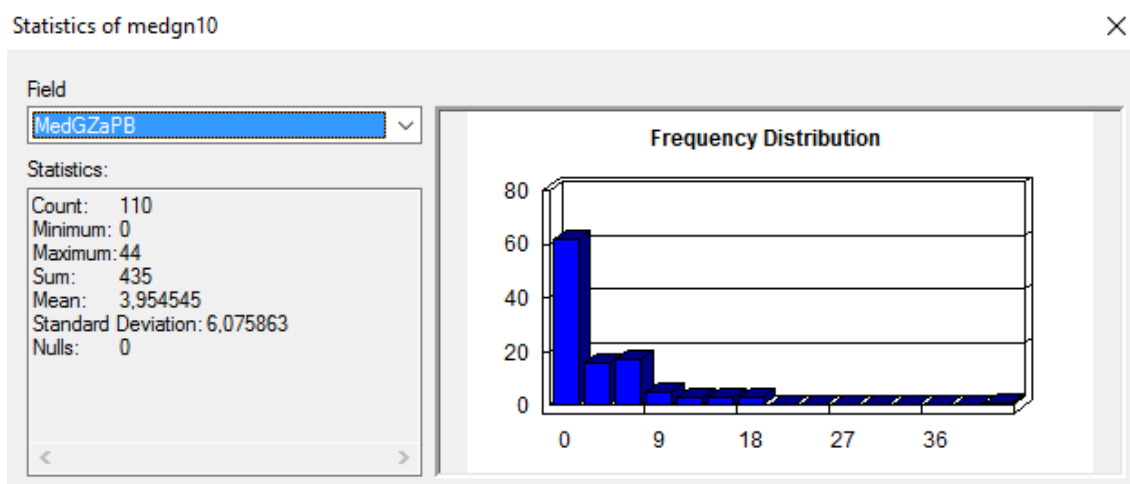 Statistics of medgn10
Field
MedGZaPB
Statistics:
Count: 110
Minimum: 0
Maximum: 44
Sum: 435
Mean: 3,954545
Standard Deviation: 6,075863
Nulls: 0
Frequency Distribution
80
60
40
20
0
0 9 18 27 36